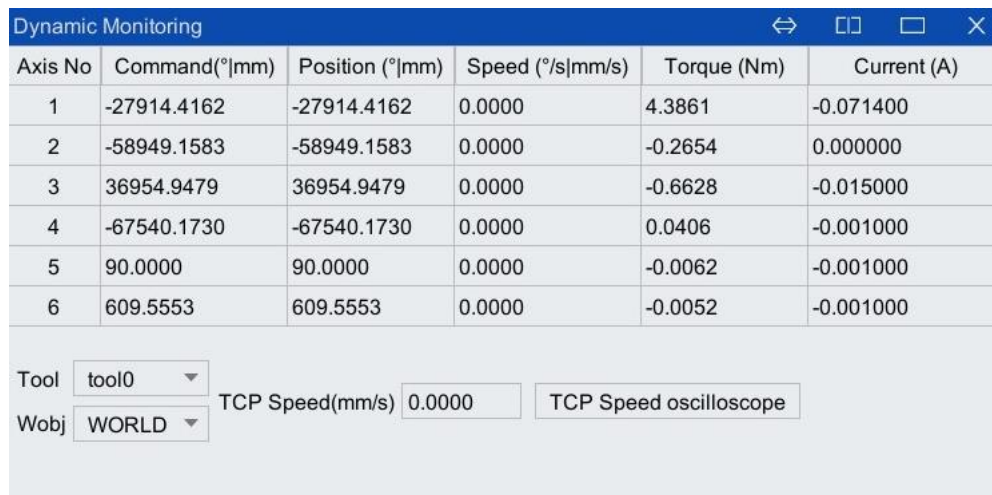 Dynamic Monitoring
Axis No Command(°|mm) Position (°|mm) Speed (°/s|mm/s) Torque (Nm) Current (A)
1 -27914.4162 -27914.4162 0.0000 4.3861 -0.071400
2 -58949.1583 -58949.1583 0.0000 -0.2654 0.000000
3 36954.9479 36954.9479 0.0000 -0.6628 -0.015000
4 -67540.1730 -67540.1730 0.0000 0.0406 -0.001000
5 90.0000 90.0000 0.0000 -0.0062 -0.001000
6 609.5553 609.5553 0.0000 -0.0052 -0.001000
Tool tool0
TCP Speed(mm/s) 0.0000 TCP Speed oscilloscope
Wobj WORLD